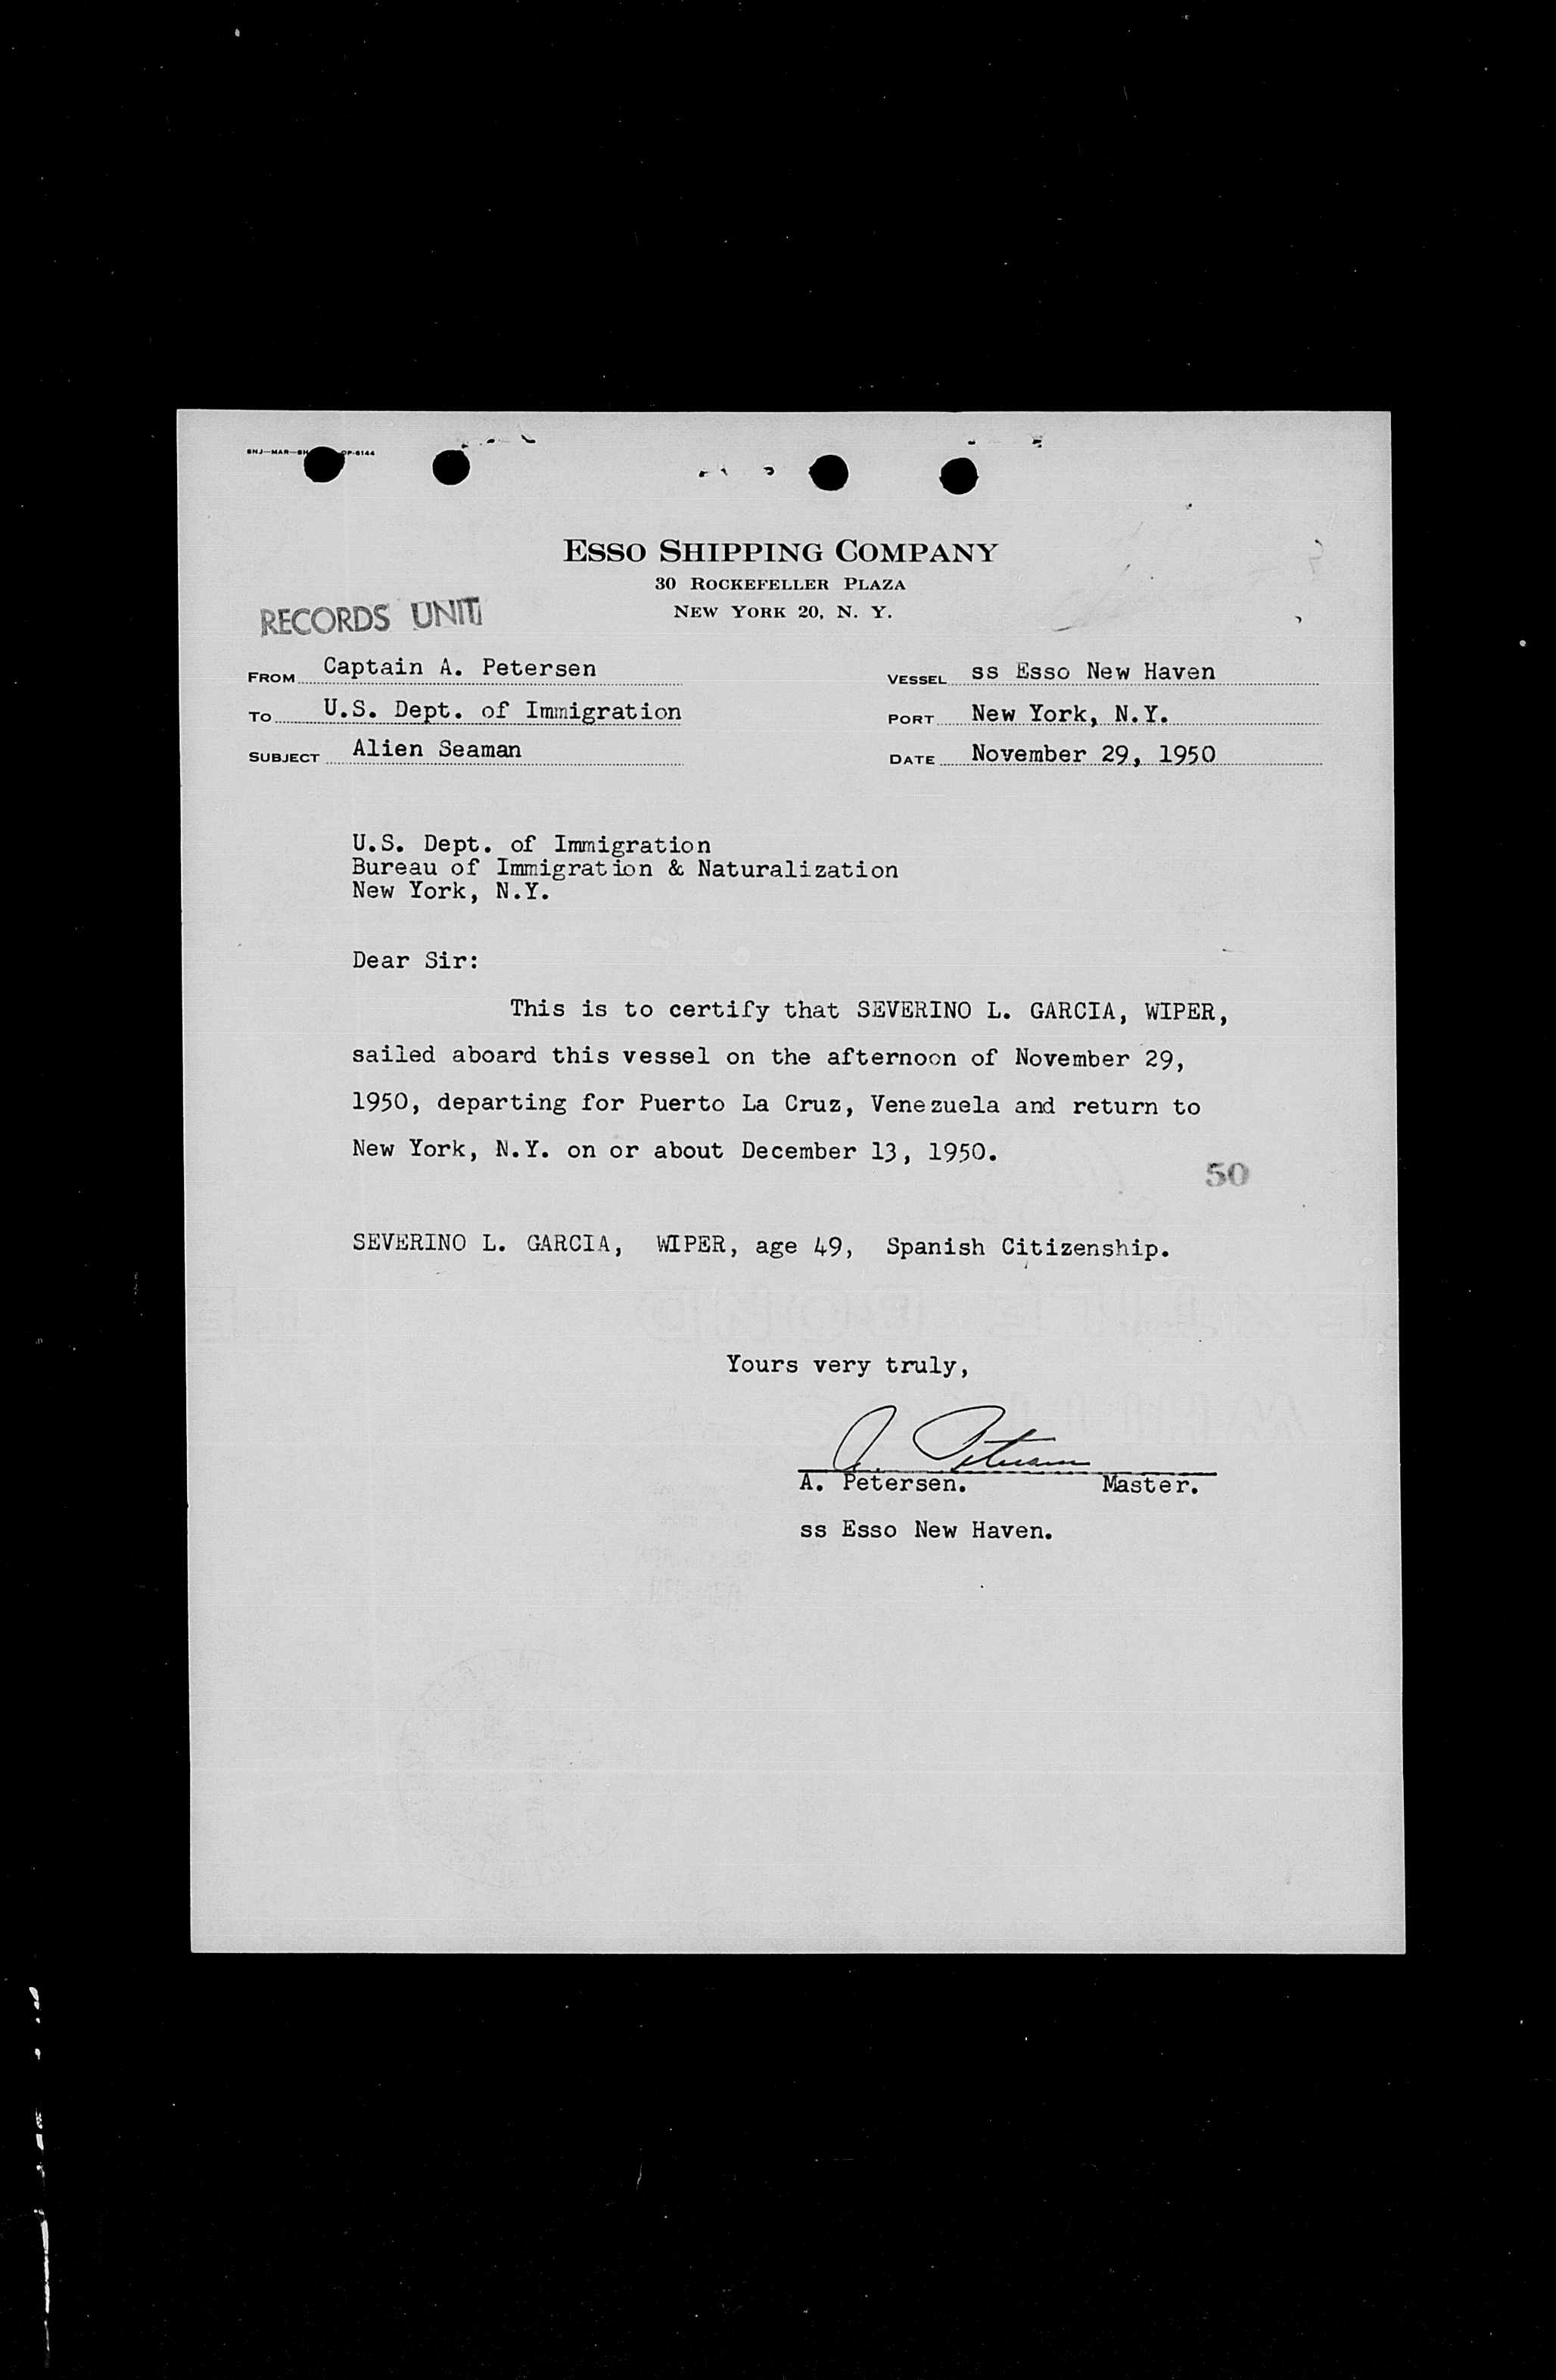 ESSO SHIPPING COMPANY
30 ROCKEFELLER PLAZA
NEW YORK 20, N. Y.
RECORDS UNIT
FROM Captain A. Petersen
VESSEL ss Esso New Haven
TO U.S. Dept. of Immigration
PORT New York, N.Y.
SUBJECT Alien Seaman
DATE November 29, 1950
U.S. Dept. of Immigration
Bureau of Immigration & Naturalization
New York, N.Y.
Dear Sir:
This is to certify that SEVERINO L. GARCIA, WIPER,
sailed aboard this vessel on the afternoon of November 29,
1950, departing for Puerto La Cruz, Venezuela and return to
New York, N.Y. on or about December 13, 1950.
50
SEVERINO L. GARCIA, WIPER, age 49, Spanish Citizenship.
Yours very truly,
A. Petersen
A. Petersen. Master.
ss Esso New Haven.